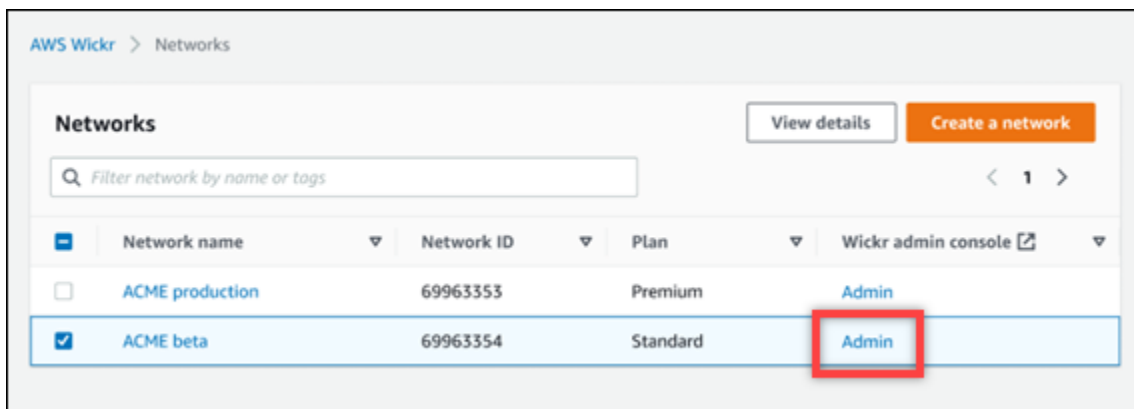 AWS Wickr > Networks
Networks View details Create a network
Filter network by name or tags < 1 >
Network name Network ID Plan Wickr admin console
ACME production 69963353 Premium Admin
ACME beta 69963354 Standard Admin